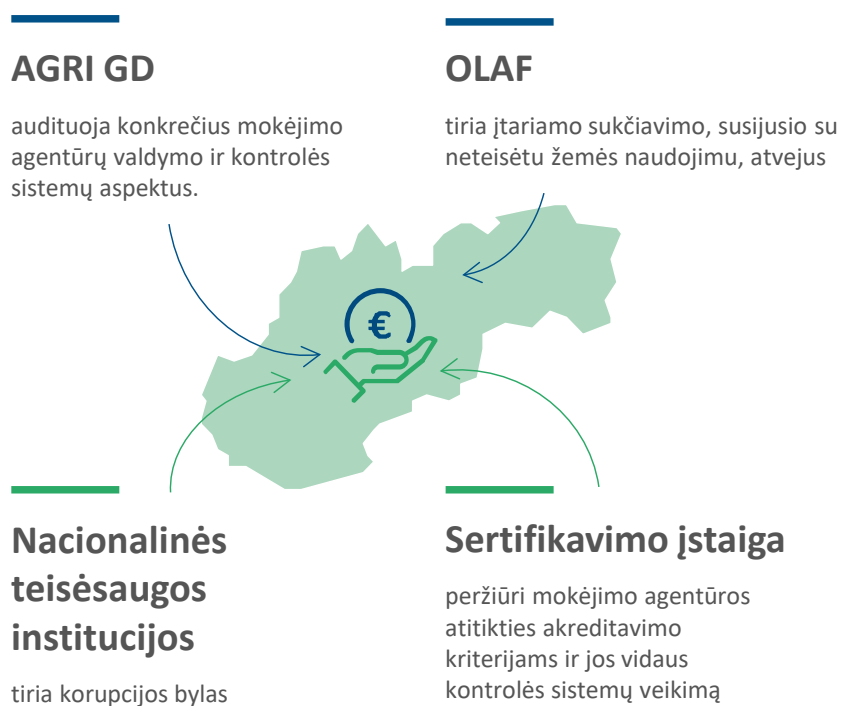 AGRI GD
audituoja konkrečius mokėjimo
agentūrų valdymo ir kontrolės
sistemų aspektus.
OLAF
tiria įtariamo sukčiavimo, susijusio su
neteisėtu žemės naudojimu, atvejus
€
Nacionalinės
teisėsaugos
institucijos
tiria korupcijos bylas
Sertifikavimo įstaiga
peržiūri mokėjimo agentūros
atitikties akreditavimo
kriterijams ir jos vidaus
kontrolės sistemų veikimą